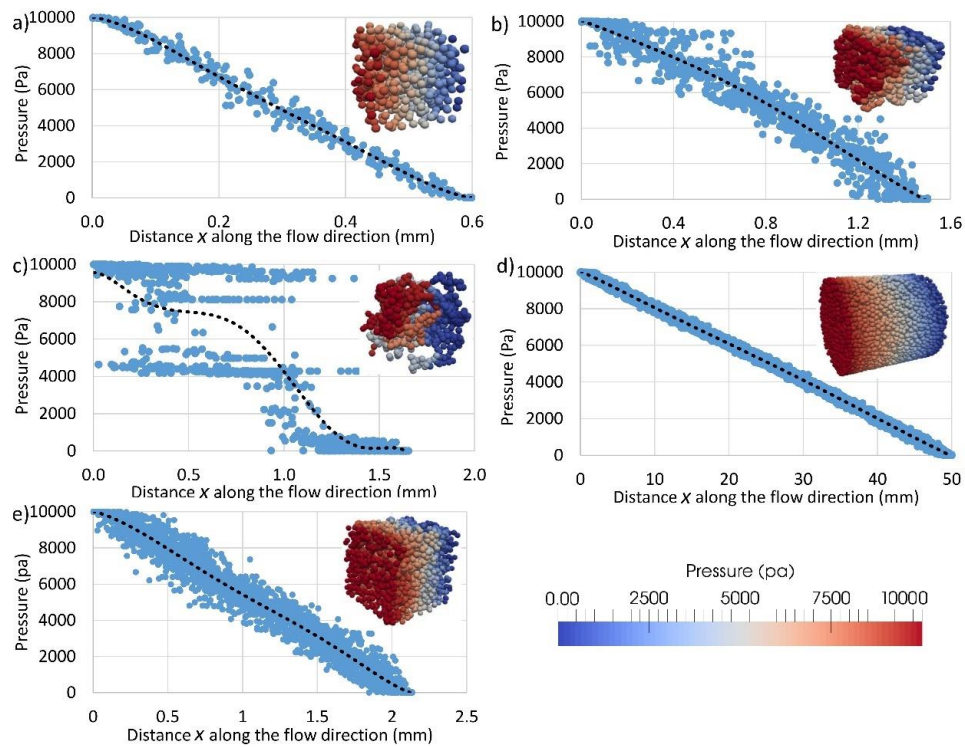 a)
10000
8000
6000
4000
2000
0
Pressure (Pa)
0.0 0.2 0.4 0.6
Distance x along the flow direction (mm)
b)
10000
8000
6000
4000
2000
0
Pressure (Pa)
0.0 0.4 0.8 1.2 1.6
Distance x along the flow direction (mm)
c)
10000
8000
6000
4000
2000
0
Pressure (Pa)
0.0 0.5 1.0 1.5 2.0
Distance x along the flow direction (mm)
d)
10000
8000
6000
4000
2000
0
Pressure (Pa)
0 10 20 30 40 50
Distance x along the flow direction (mm)
e)
10000
8000
6000
4000
2000
0
Pressure (pa)
0 0.5 1 1.5 2 2.5
Distance x along the flow direction (mm)
Pressure (pa)
0.00 2500 5000 7500 10000